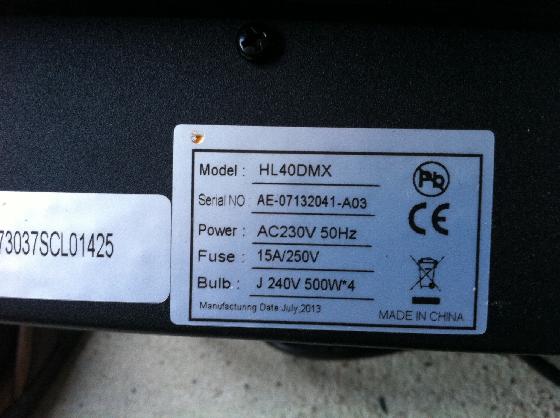 Model : HL40DMX
Serial NO : AE-07132041-A03
Power : AC230V 50Hz
Fuse : 15A/250V
Bulb : J 240V 500W*4
Manufacturing Date July,2013
Pb
CE
MADE IN CHINA
73037SCL01425